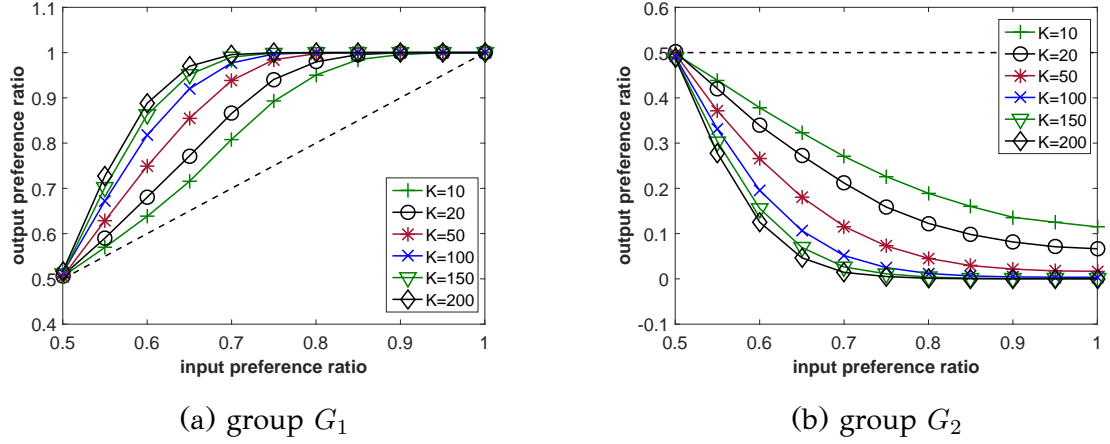 1.1
1
0.9
0.8
0.7
0.6
0.5
0.4
output preference ratio
K=10
K=20
K=50
K=100
K=150
K=200
0.5 0.6 0.7 0.8 0.9 1
input preference ratio
(a) group G1
0.6
0.5
0.4
0.3
0.2
0.1
0
-0.1
output preference ratio
K=10
K=20
K=50
K=100
K=150
K=200
0.5 0.6 0.7 0.8 0.9 1
input preference ratio
(b) group G2